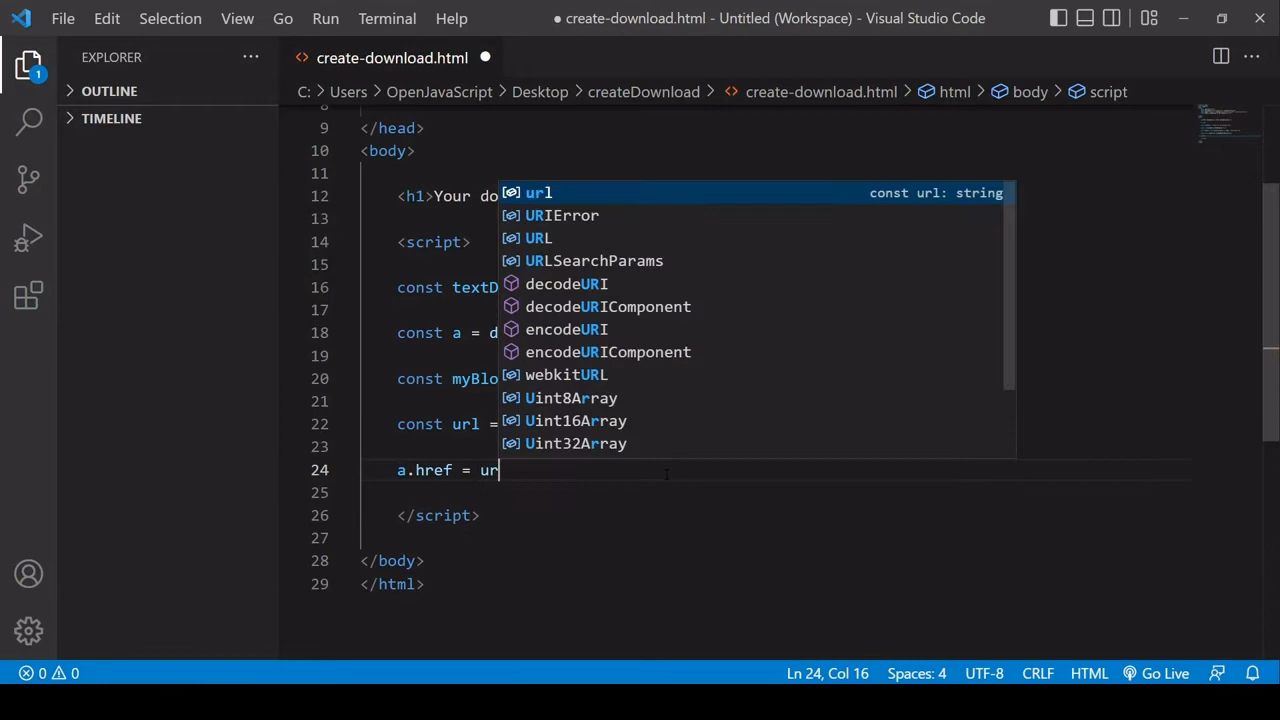 File Edit Selection View Go Run Terminal Help ● create-download.html - Untitled (Workspace) - Visual Studio Code
EXPLORER ···
create-download.html
OUTLINE
C: > Users > OpenJavaScript > Desktop > createDownload > create-download.html > html > body > script
TIMELINE
1
8
9 </head>
10 <body>
11
12 <h1>Your do
13
14 <script>
15
16 const textD
17
18 const a = d
19
20 const myBlo
21
22 const url =
23
24 a.href = ur
25
26 </script>
27
28 </body>
29 </html>
url const url: string
URIError
URL
URLSearchParams
decodeURI
decodeURIComponent
encodeURI
encodeURIComponent
webkitURL
Uint8Array
Uint16Array
Uint32Array
0 0 Ln 24, Col 16 Spaces: 4 UTF-8 CRLF HTML Go Live